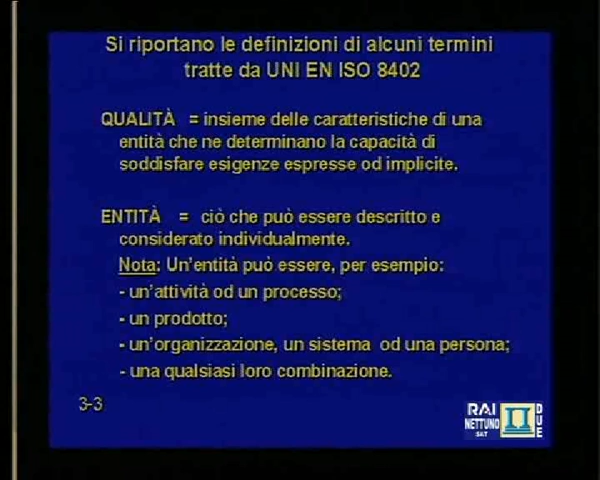 Si riportano le definizioni di alcuni termini
tratte da UNI EN ISO 8402
QUALITÀ = insieme delle caratteristiche di una
entità che ne determinano la capacità di
soddisfare esigenze espresse od implicite.
ENTITÀ = ciò che può essere descritto e
considerato individualmente.
Nota: Un'entità può essere, per esempio:
- un'attività od un processo;
- un prodotto;
- un'organizzazione, un sistema od una persona;
- una qualsiasi loro combinazione.
3-3
RAI
NETTUNO
SAT
DUE